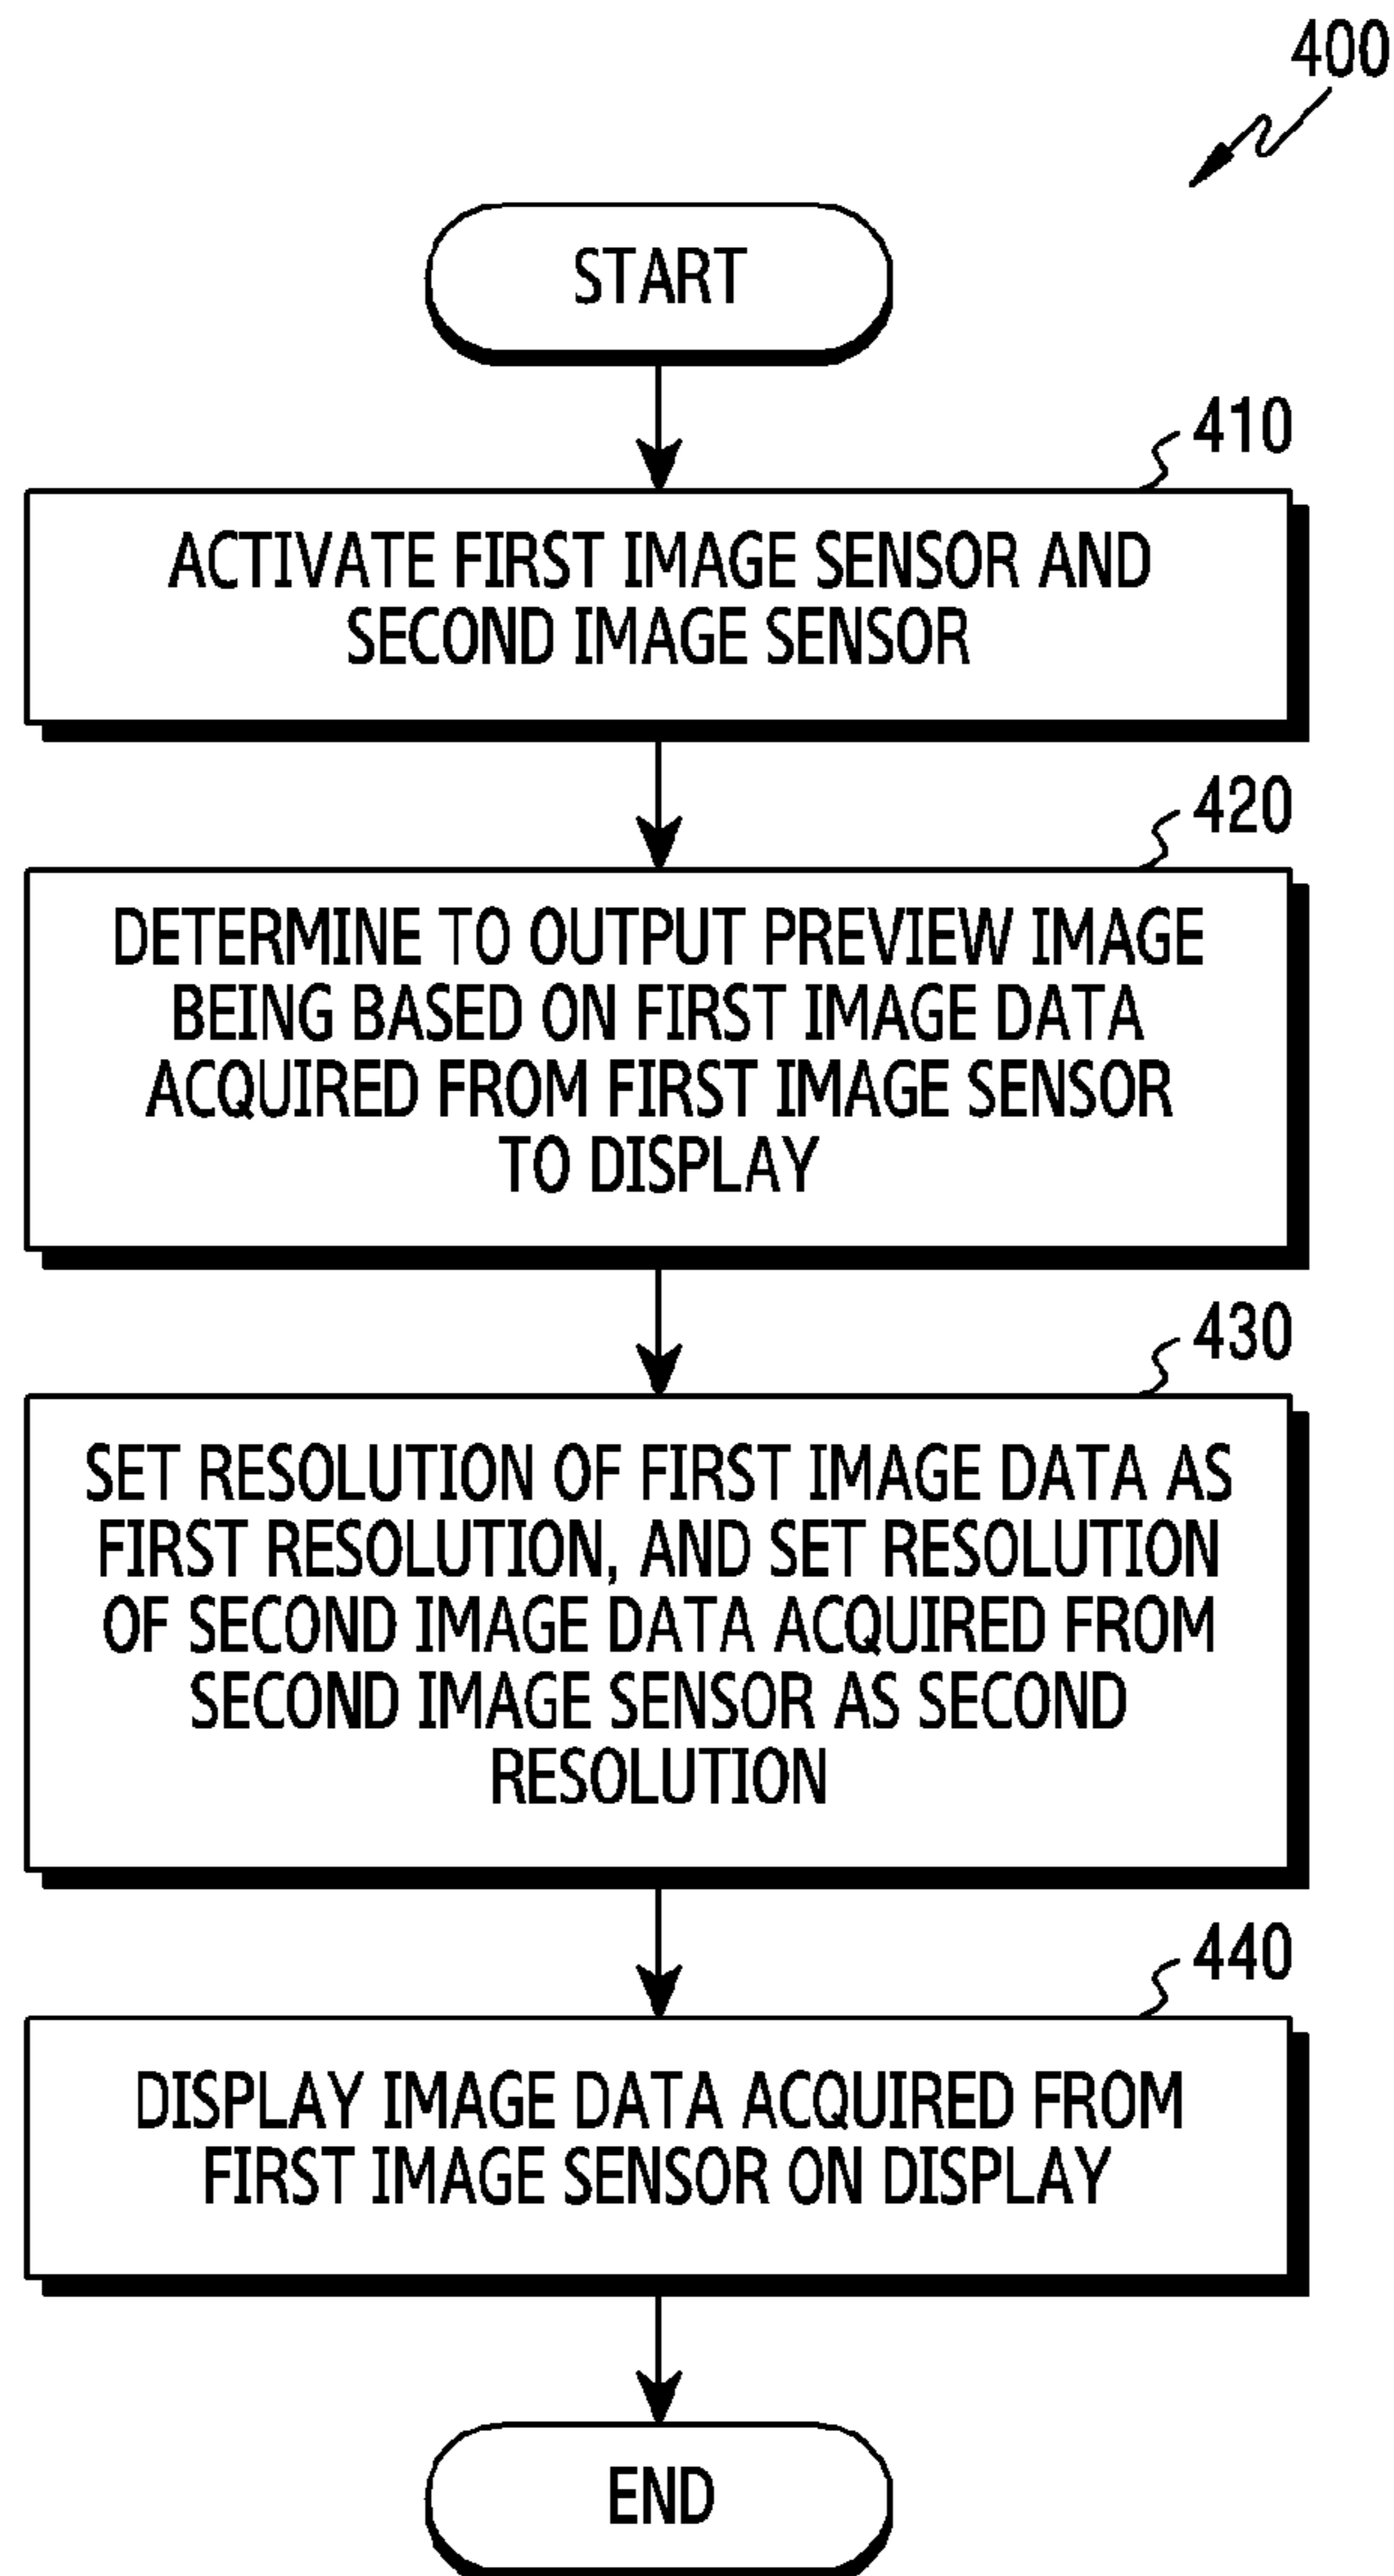 400
START
410
ACTIVATE FIRST IMAGE SENSOR AND
SECOND IMAGE SENSOR
420
DETERMINE TO OUTPUT PREVIEW IMAGE
BEING BASED ON FIRST IMAGE DATA
ACQUIRED FROM FIRST IMAGE SENSOR
TO DISPLAY
430
SET RESOLUTION OF FIRST IMAGE DATA AS
FIRST RESOLUTION, AND SET RESOLUTION
OF SECOND IMAGE DATA ACQUIRED FROM
SECOND IMAGE SENSOR AS SECOND
RESOLUTION
440
DISPLAY IMAGE DATA ACQUIRED FROM
FIRST IMAGE SENSOR ON DISPLAY
END